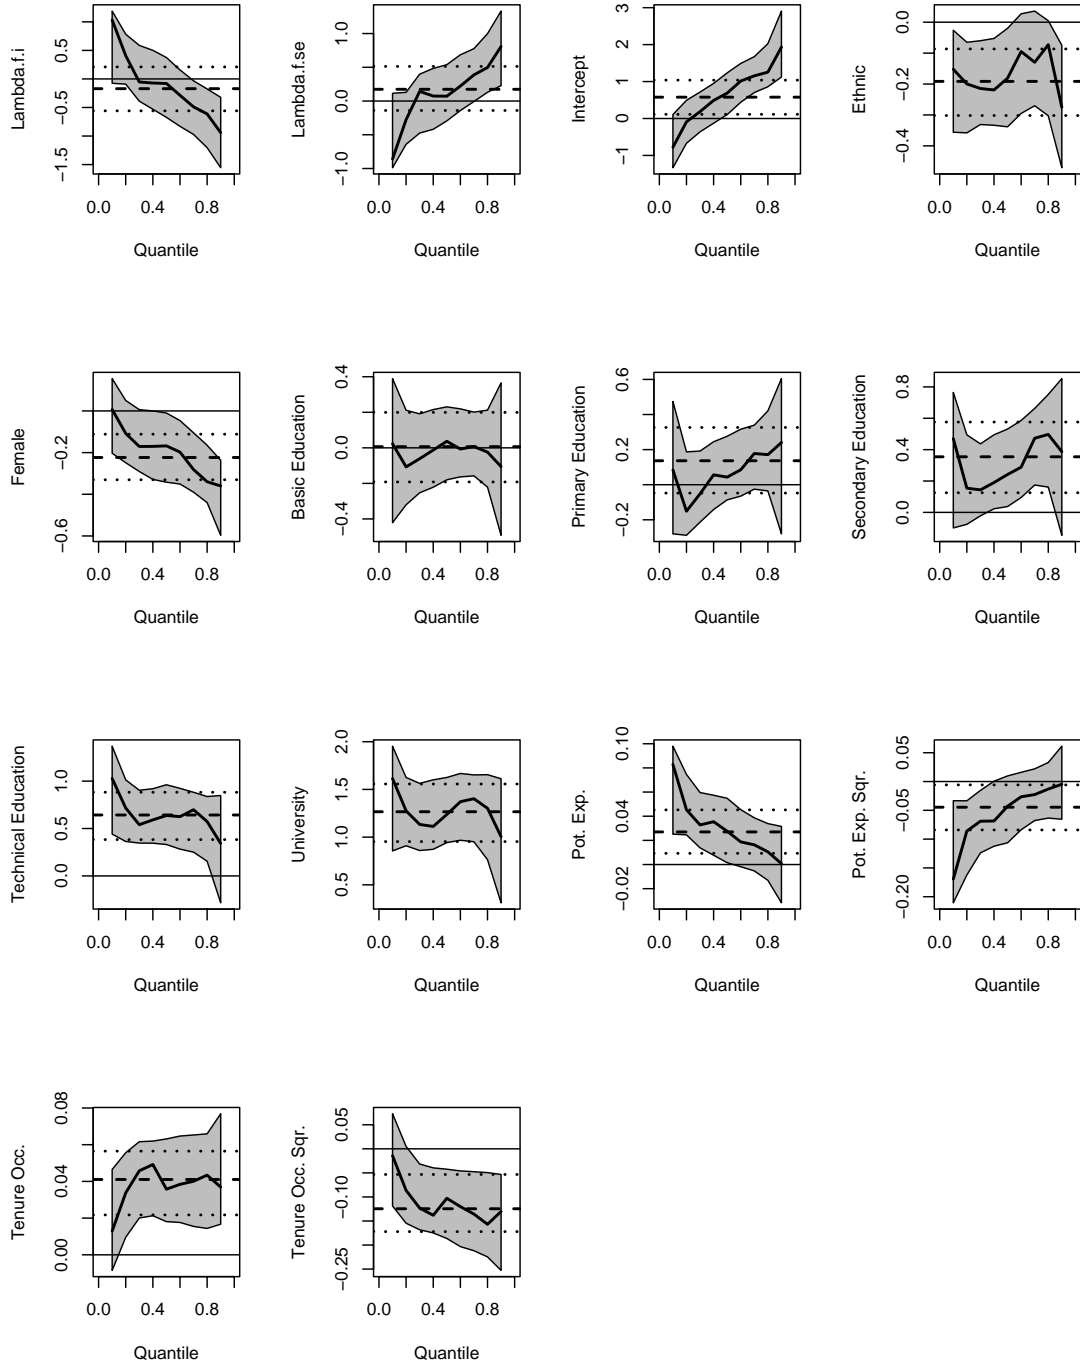 Lambda.f.i
−1.5 −0.5 0.5
0.0 0.4 0.8
Quantile
Lambda.f.se
−1.0 0.0 1.0
0.0 0.4 0.8
Quantile
Intercept
−1 0 1 2 3
0.0 0.4 0.8
Quantile
Ethnic
−0.4 −0.2 0.0
0.0 0.4 0.8
Quantile
Female
−0.6 −0.2
0.0 0.4 0.8
Quantile
Basic Education
−0.4 0.0 0.4
0.0 0.4 0.8
Quantile
Primary Education
−0.2 0.2 0.6
0.0 0.4 0.8
Quantile
Secondary Education
0.0 0.4 0.8
0.0 0.4 0.8
Quantile
Technical Education
0.0 0.5 1.0
0.0 0.4 0.8
Quantile
University
0.5 1.0 1.5 2.0
0.0 0.4 0.8
Quantile
Pot. Exp.
−0.02 0.04 0.10
0.0 0.4 0.8
Quantile
Pot. Exp. Sqr.
−0.20 −0.05 0.05
0.0 0.4 0.8
Quantile
Tenure Occ.
0.00 0.04 0.08
0.0 0.4 0.8
Quantile
Tenure Occ. Sqr.
−0.25 −0.10 0.05
0.0 0.4 0.8
Quantile